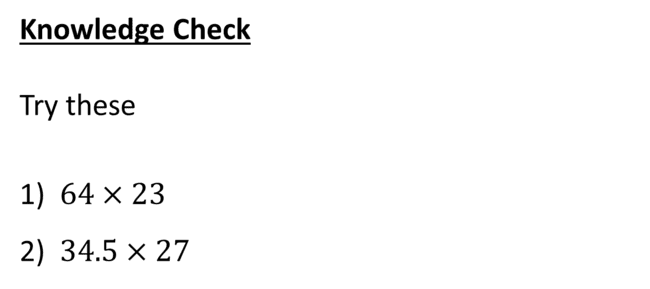 Knowledge Check
Try these
1) 64 × 23
2) 34.5 × 27